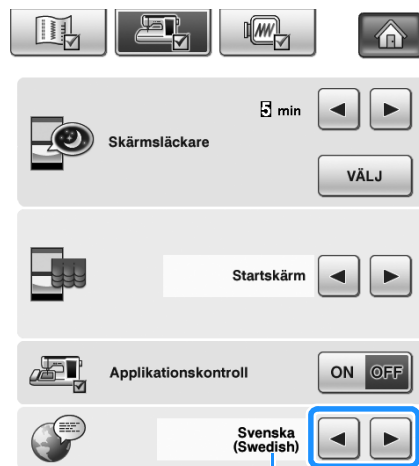 5 min
Skärmsläckare
VÄLJ
Startskärm
Applikationskontroll
ON OFF
Svenska
(Swedish)